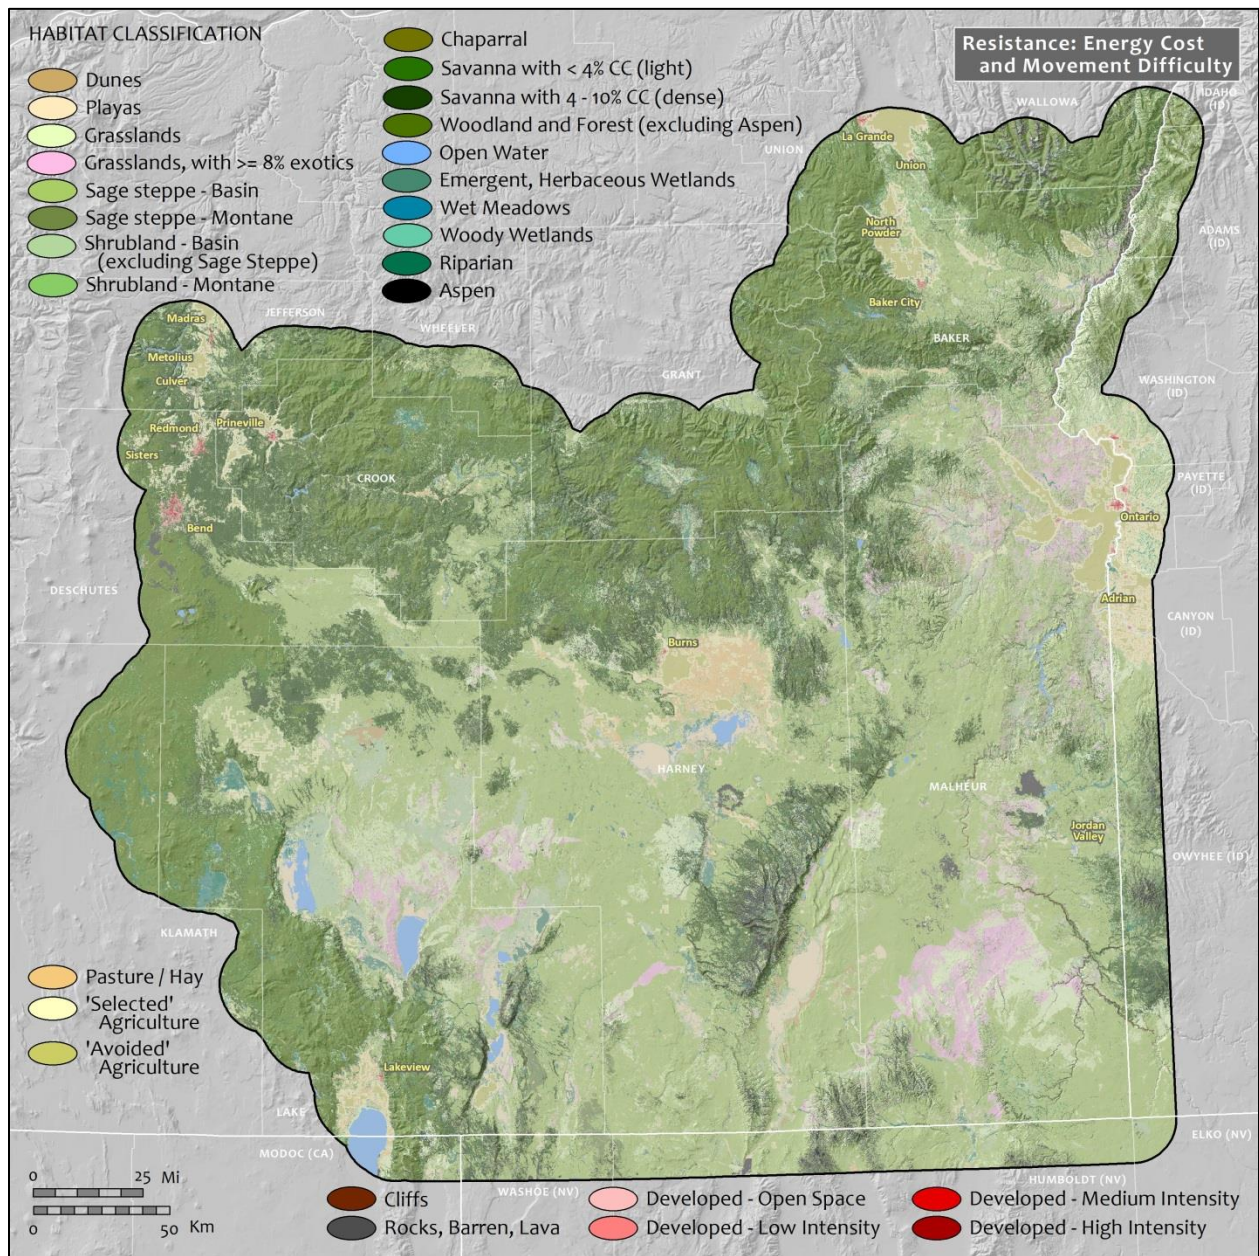 HABITAT CLASSIFICATION
Dunes
Playas
Grasslands
Grasslands, with >= 8% exotics
Sage steppe - Basin
Sage steppe - Montane
Shrubland - Basin
(excluding Sage Steppe)
Shrubland - Montane
Chaparral
Savanna with < 4% CC (light)
Savanna with 4 - 10% CC (dense)
Woodland and Forest (excluding Aspen)
Open Water
Emergent, Herbaceous Wetlands
Wet Meadows
Woody Wetlands
Riparian
Aspen
Resistance: Energy Cost
and Movement Difficulty
IDAHO
(ID)
WALLOWA
La Grande
UNION
Union
North
Powder
ADAMS
(ID)
Baker City
BAKER
Madras
JEFFERSON
WHEELER
Metolius
Culver
GRANT
WASHINGTON
(ID)
Redmond
Prineville
Sisters
CROOK
PAYETTE
(ID)
Bend
Ontario
DESCHUTES
Adrian
CANYON
(ID)
Burns
HARNEY
MALHEUR
Jordan
Valley
OWYHEE (ID)
KLAMATH
Pasture / Hay
'Selected'
Agriculture
'Avoided'
Agriculture
Lakeview
LAKE
MODOC (CA)
ELKO (NV)
WASHOE (NV)
HUMBOLDT (NV)
0 25 Mi
0 50 Km
Cliffs
Rocks, Barren, Lava
Developed - Open Space
Developed - Low Intensity
Developed - Medium Intensity
Developed - High Intensity